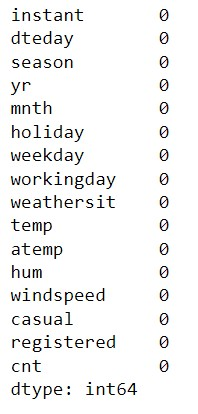 instant 0
dteday 0
season 0
yr 0
mnth 0
holiday 0
weekday 0
workingday 0
weathersit 0
temp 0
atemp 0
hum 0
windspeed 0
casual 0
registered 0
cnt 0
dtype: int64